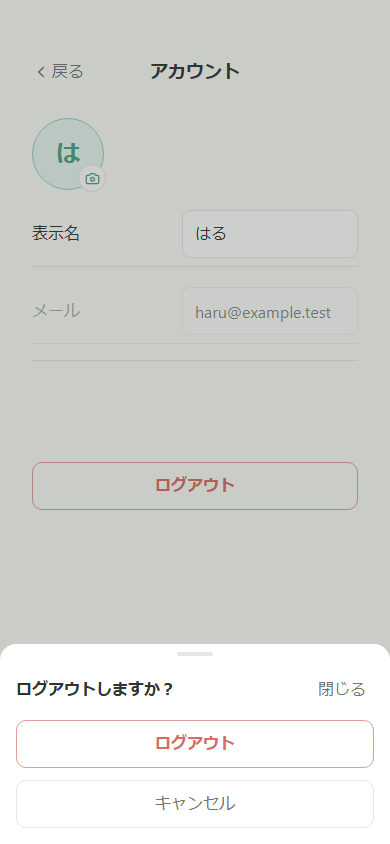 戻る
アカウント
は
表示名
はる
メール
haru@example.test
ログアウト
ログアウトしますか？
閉じる
ログアウト
キャンセル